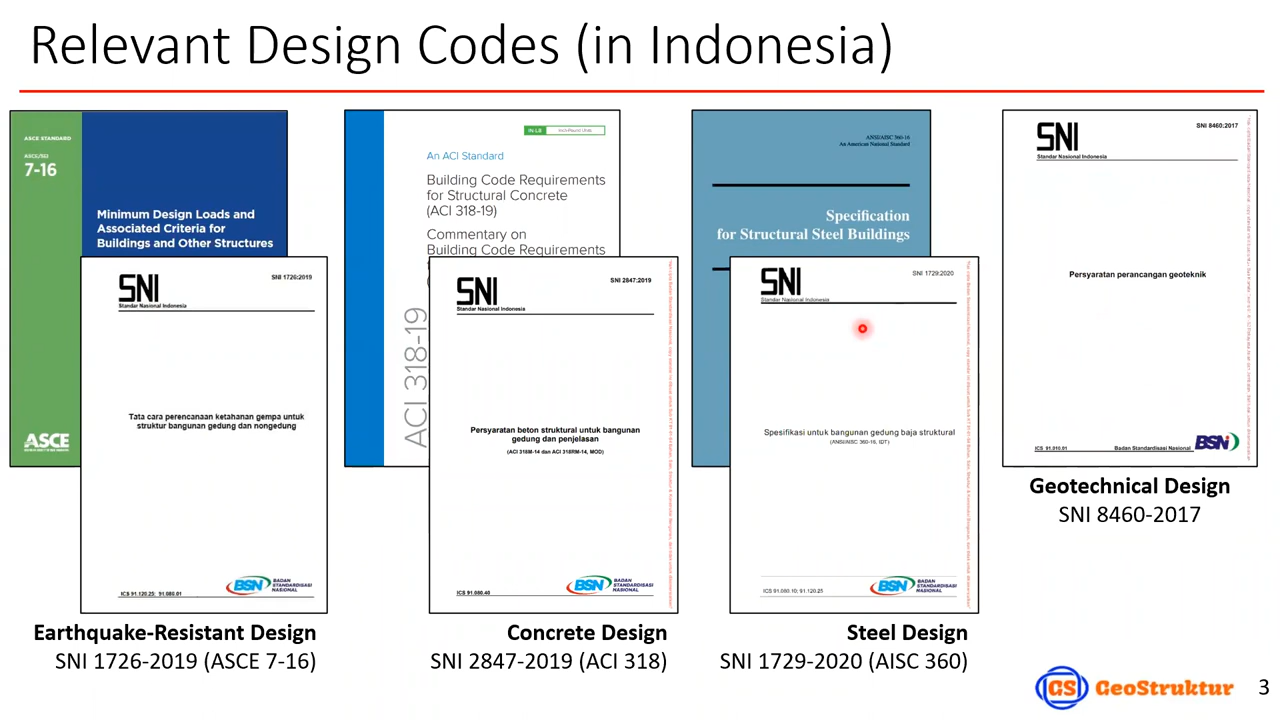 Relevant Design Codes (in Indonesia)
ASCE STANDARD
ASCE/SEI
7-16
Minimum Design Loads and
Associated Criteria for
Buildings and Other Structures
ASCE
SNI
Standar Nasional Indonesia
SNI 1726:2019
Tata cara perencanaan ketahanan gempa untuk
struktur bangunan gedung dan nongedung
ICS 91.120.25; 91.080.01
BSN
BADAN
STANDARDISASI
NASIONAL
Earthquake-Resistant Design
SNI 1726-2019 (ASCE 7-16)
IN-LB
Inch-Pound Units
An ACI Standard
Building Code Requirements
for Structural Concrete
(ACI 318-19)
Commentary on
Building Code Requirements
ACI 318-19
SNI
Standar Nasional Indonesia
SNI 2847:2019
Persyaratan beton struktural untuk bangunan
gedung dan penjelasan
(ACI 318M-14 dan ACI 318RM-14, MOD)
ICS 91.080.40
BSN
BADAN
STANDARDISASI
NASIONAL
Concrete Design
SNI 2847-2019 (ACI 318)
ANSI/AISC 360-16
An American National Standard
Specification
for Structural Steel Buildings
SNI
Standar Nasional Indonesia
SNI 1729:2020
Spesifikasi untuk bangunan gedung baja struktural
(ANSI/AISC 360-16, IDT)
ICS 91.080.10; 91.120.25
BSN
BADAN
STANDARDISASI
NASIONAL
Steel Design
SNI 1729-2020 (AISC 360)
SNI
Standar Nasional Indonesia
SNI 8460:2017
Persyaratan perancangan geoteknik
ICS 91.010.01
Badan Standardisasi Nasional
BSN
Geotechnical Design
SNI 8460-2017
GS GEOSTRUKTUR
3